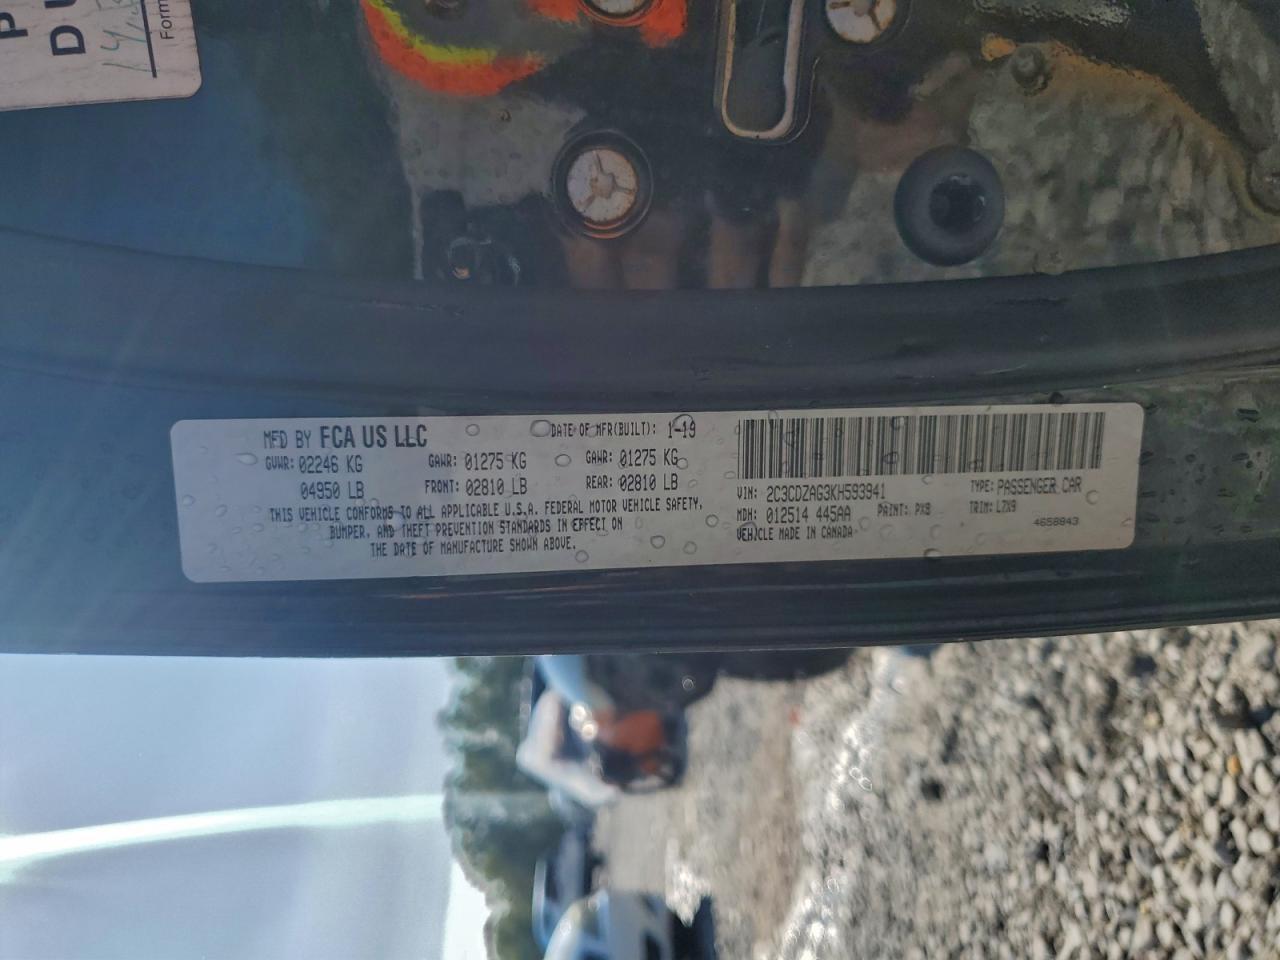 MFD BY FCA US LLC DATE OF MFR(BUILT): 1-19
GVWR: 02246 KG GAWR: 01275 KG GAWR: 01275 KG
04950 LB FRONT: 02810 LB REAR: 02810 LB
THIS VEHICLE CONFORMS TO ALL APPLICABLE U.S.A. FEDERAL MOTOR VEHICLE SAFETY,
BUMPER, AND THEFT PREVENTION STANDARDS IN EFFECT ON
THE DATE OF MANUFACTURE SHOWN ABOVE.
VIN: 2C3CDZAG3KH593941 TYPE: PASSENGER CAR
MDH: 012514 445AA PAINT: PX8 TRIM: L7X9
VEHICLE MADE IN CANADA 4658843
Form